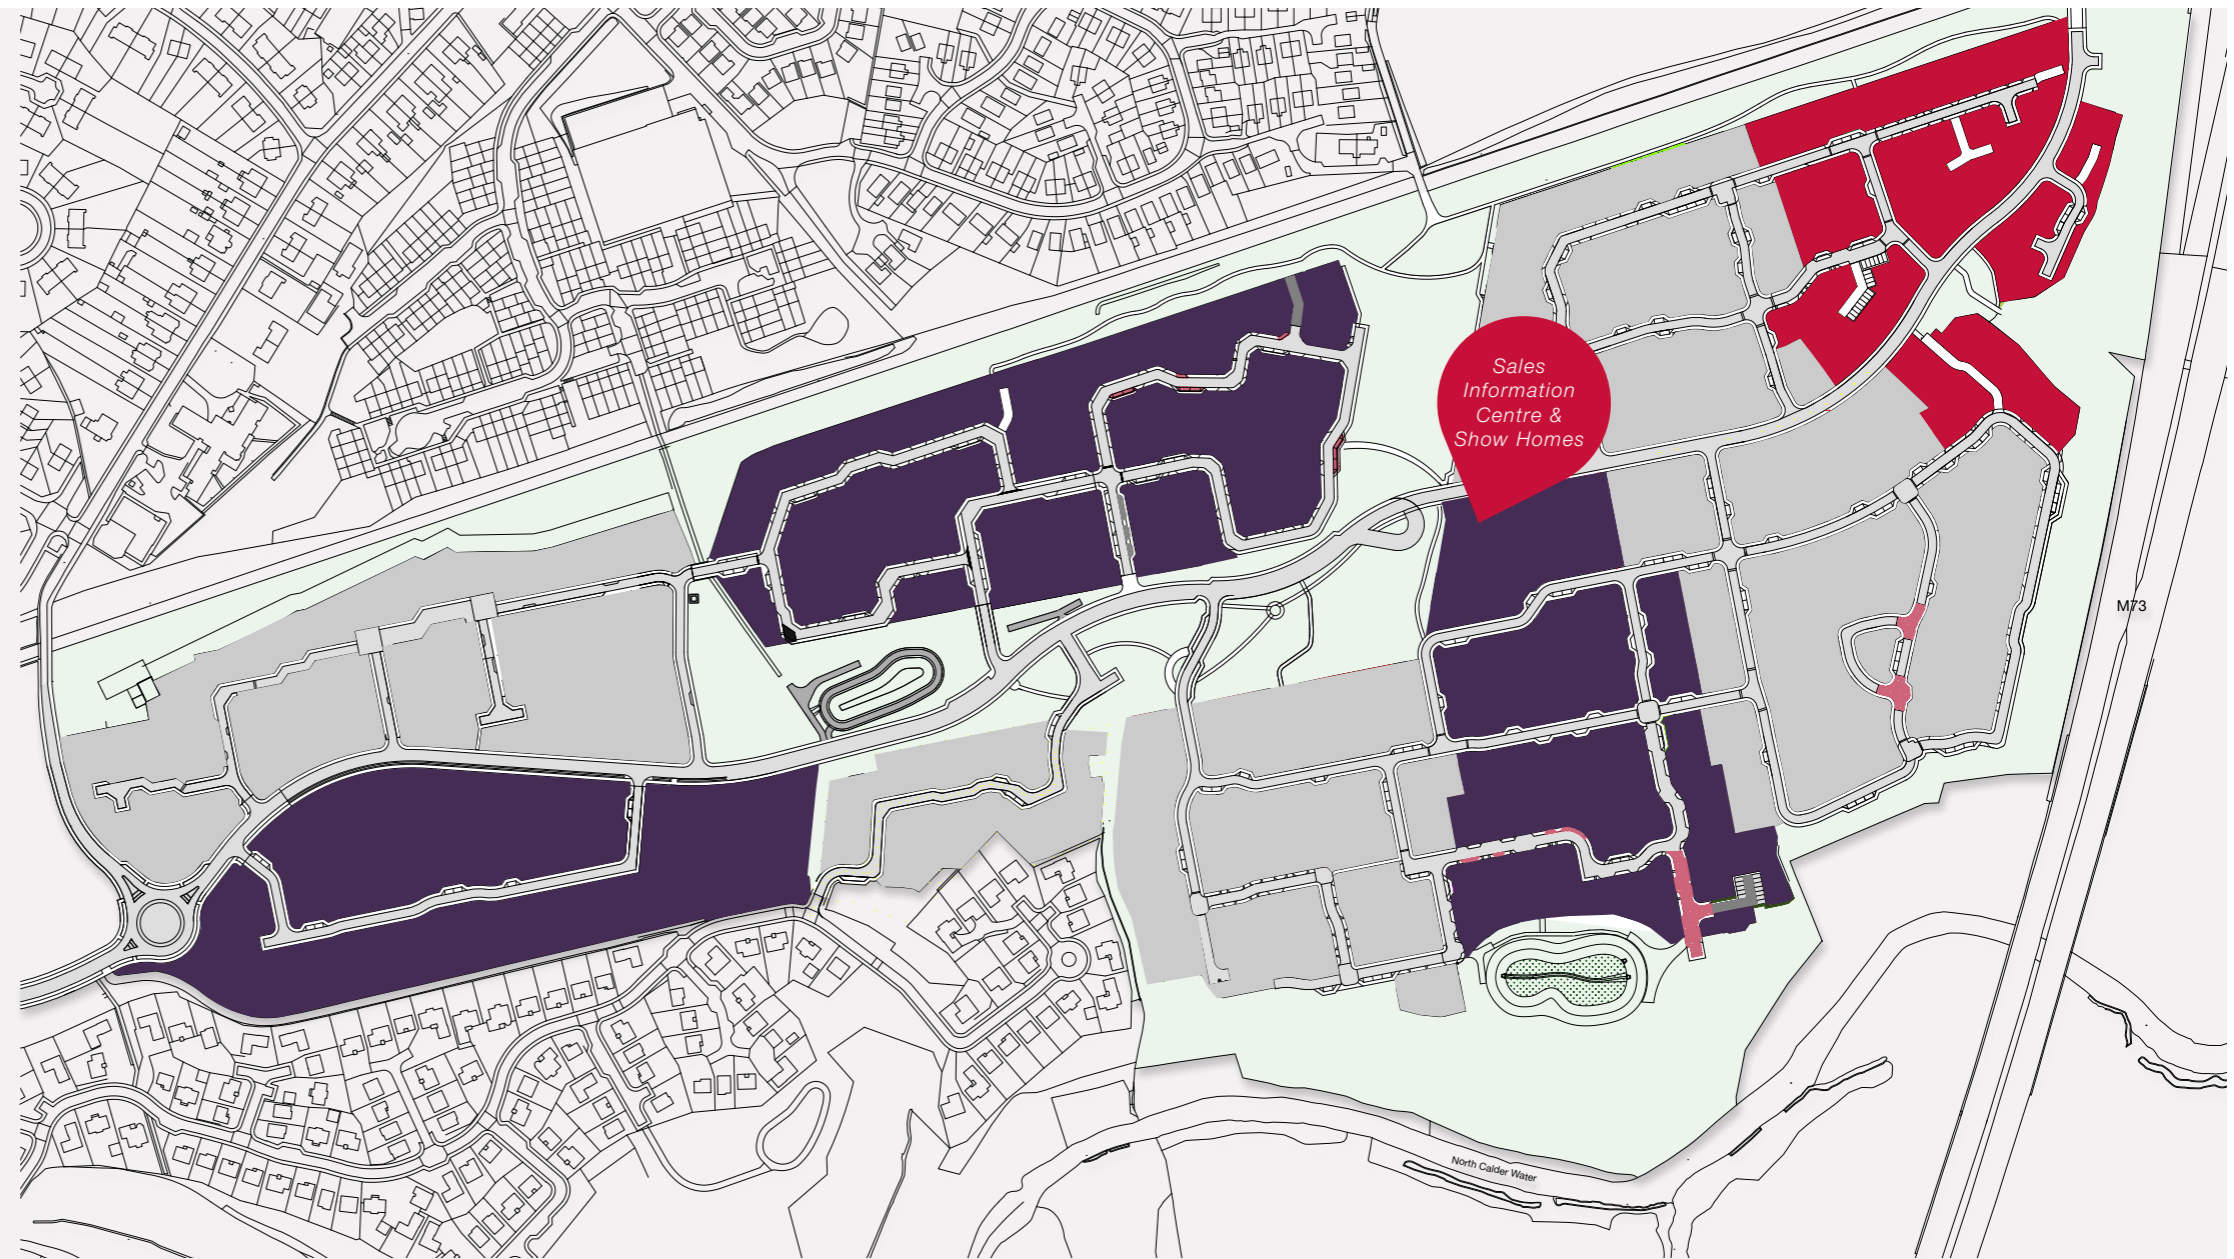 Sales
Information
Centre &
Show Homes
M73
North Calder Water